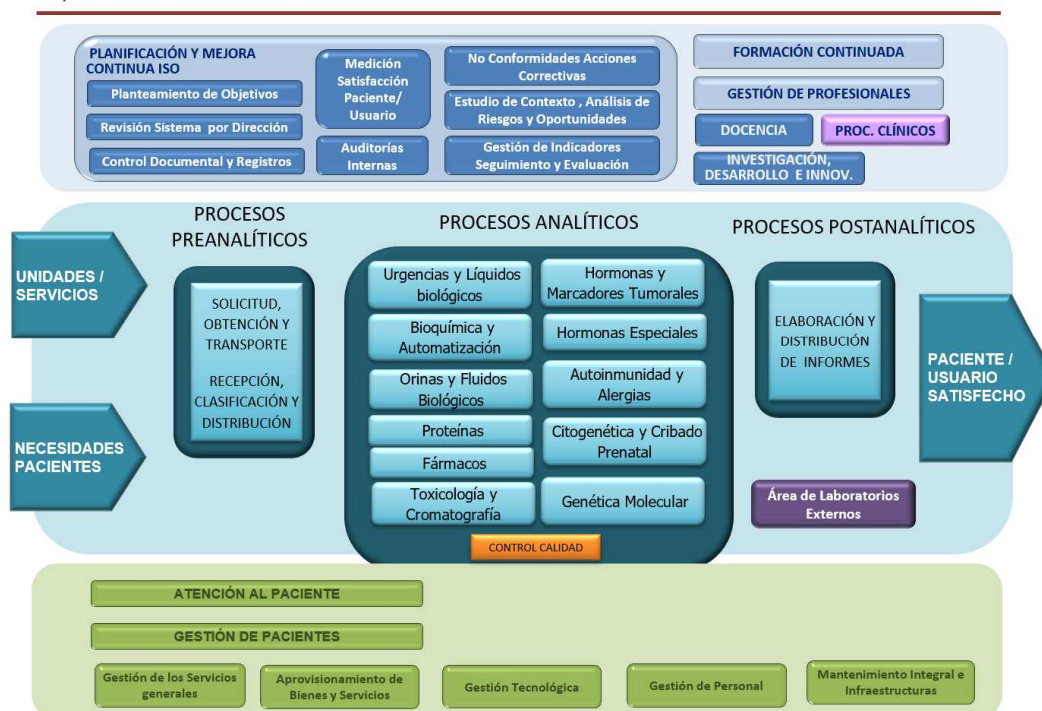 PLANIFICACIÓN Y MEJORA
CONTINUA ISO
Planteamiento de Objetivos
Revisión Sistema por Dirección
Control Documental y Registros
Medición
Satisfacción
Paciente/
Usuario
Auditorías
Internas
No Conformidades Acciones
Correctivas
Estudio de Contexto , Análisis de
Riesgos y Oportunidades
Gestión de Indicadores
Seguimiento y Evaluación
FORMACIÓN CONTINUADA
GESTIÓN DE PROFESIONALES
DOCENCIA
PROC. CLÍNICOS
INVESTIGACIÓN,
DESARROLLO E INNOV.
UNIDADES /
SERVICIOS
NECESIDADES
PACIENTES
PROCESOS
PREANALÍTICOS
SOLICITUD,
OBTENCIÓN Y
TRANSPORTE
RECEPCIÓN,
CLASIFICACIÓN Y
DISTRIBUCIÓN
PROCESOS ANALÍTICOS
Urgencias y Líquidos
biológicos
Bioquímica y
Automatización
Orinas y Fluidos
Biológicos
Proteínas
Fármacos
Toxicología y
Cromatografía
Hormonas y
Marcadores Tumorales
Hormonas Especiales
Autoinmunidad y
Alergias
Citogenética y Cribado
Prenatal
Genética Molecular
CONTROL CALIDAD
PROCESOS POSTANALÍTICOS
ELABORACIÓN Y
DISTRIBUCIÓN
DE INFORMES
Área de Laboratorios
Externos
PACIENTE /
USUARIO
SATISFECHO
ATENCIÓN AL PACIENTE
GESTIÓN DE PACIENTES
Gestión de los Servicios
generales
Aprovisionamiento de
Bienes y Servicios
Gestión Tecnológica
Gestión de Personal
Mantenimiento Integral e
Infraestructuras